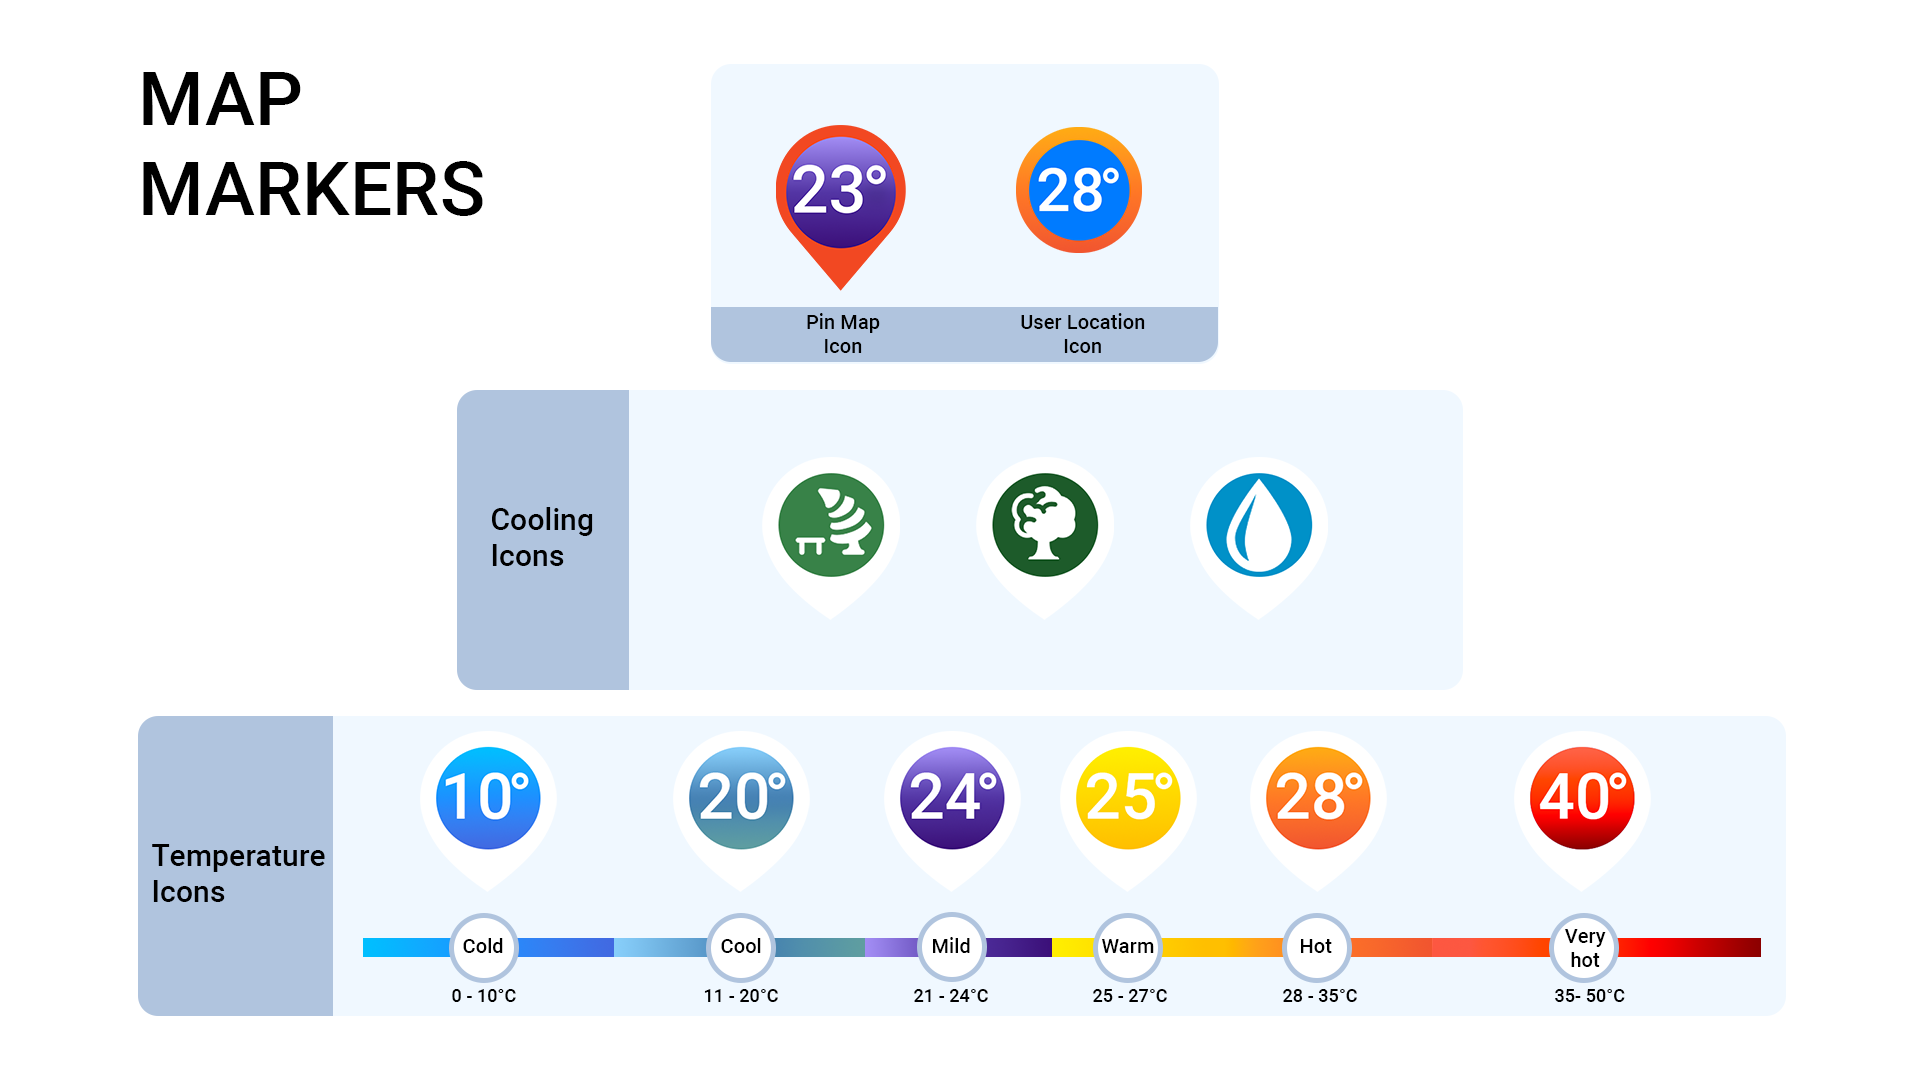 MAP
MARKERS
23°
28°
Pin Map
Icon
User Location
Icon
Cooling
Icons
Temperature
Icons
10°
20°
24°
25°
28°
40°
Cold
Cool
Mild
Warm
Hot
Very
hot
0 - 10°C
11 - 20°C
21 - 24°C
25 - 27°C
28 - 35°C
35- 50°C